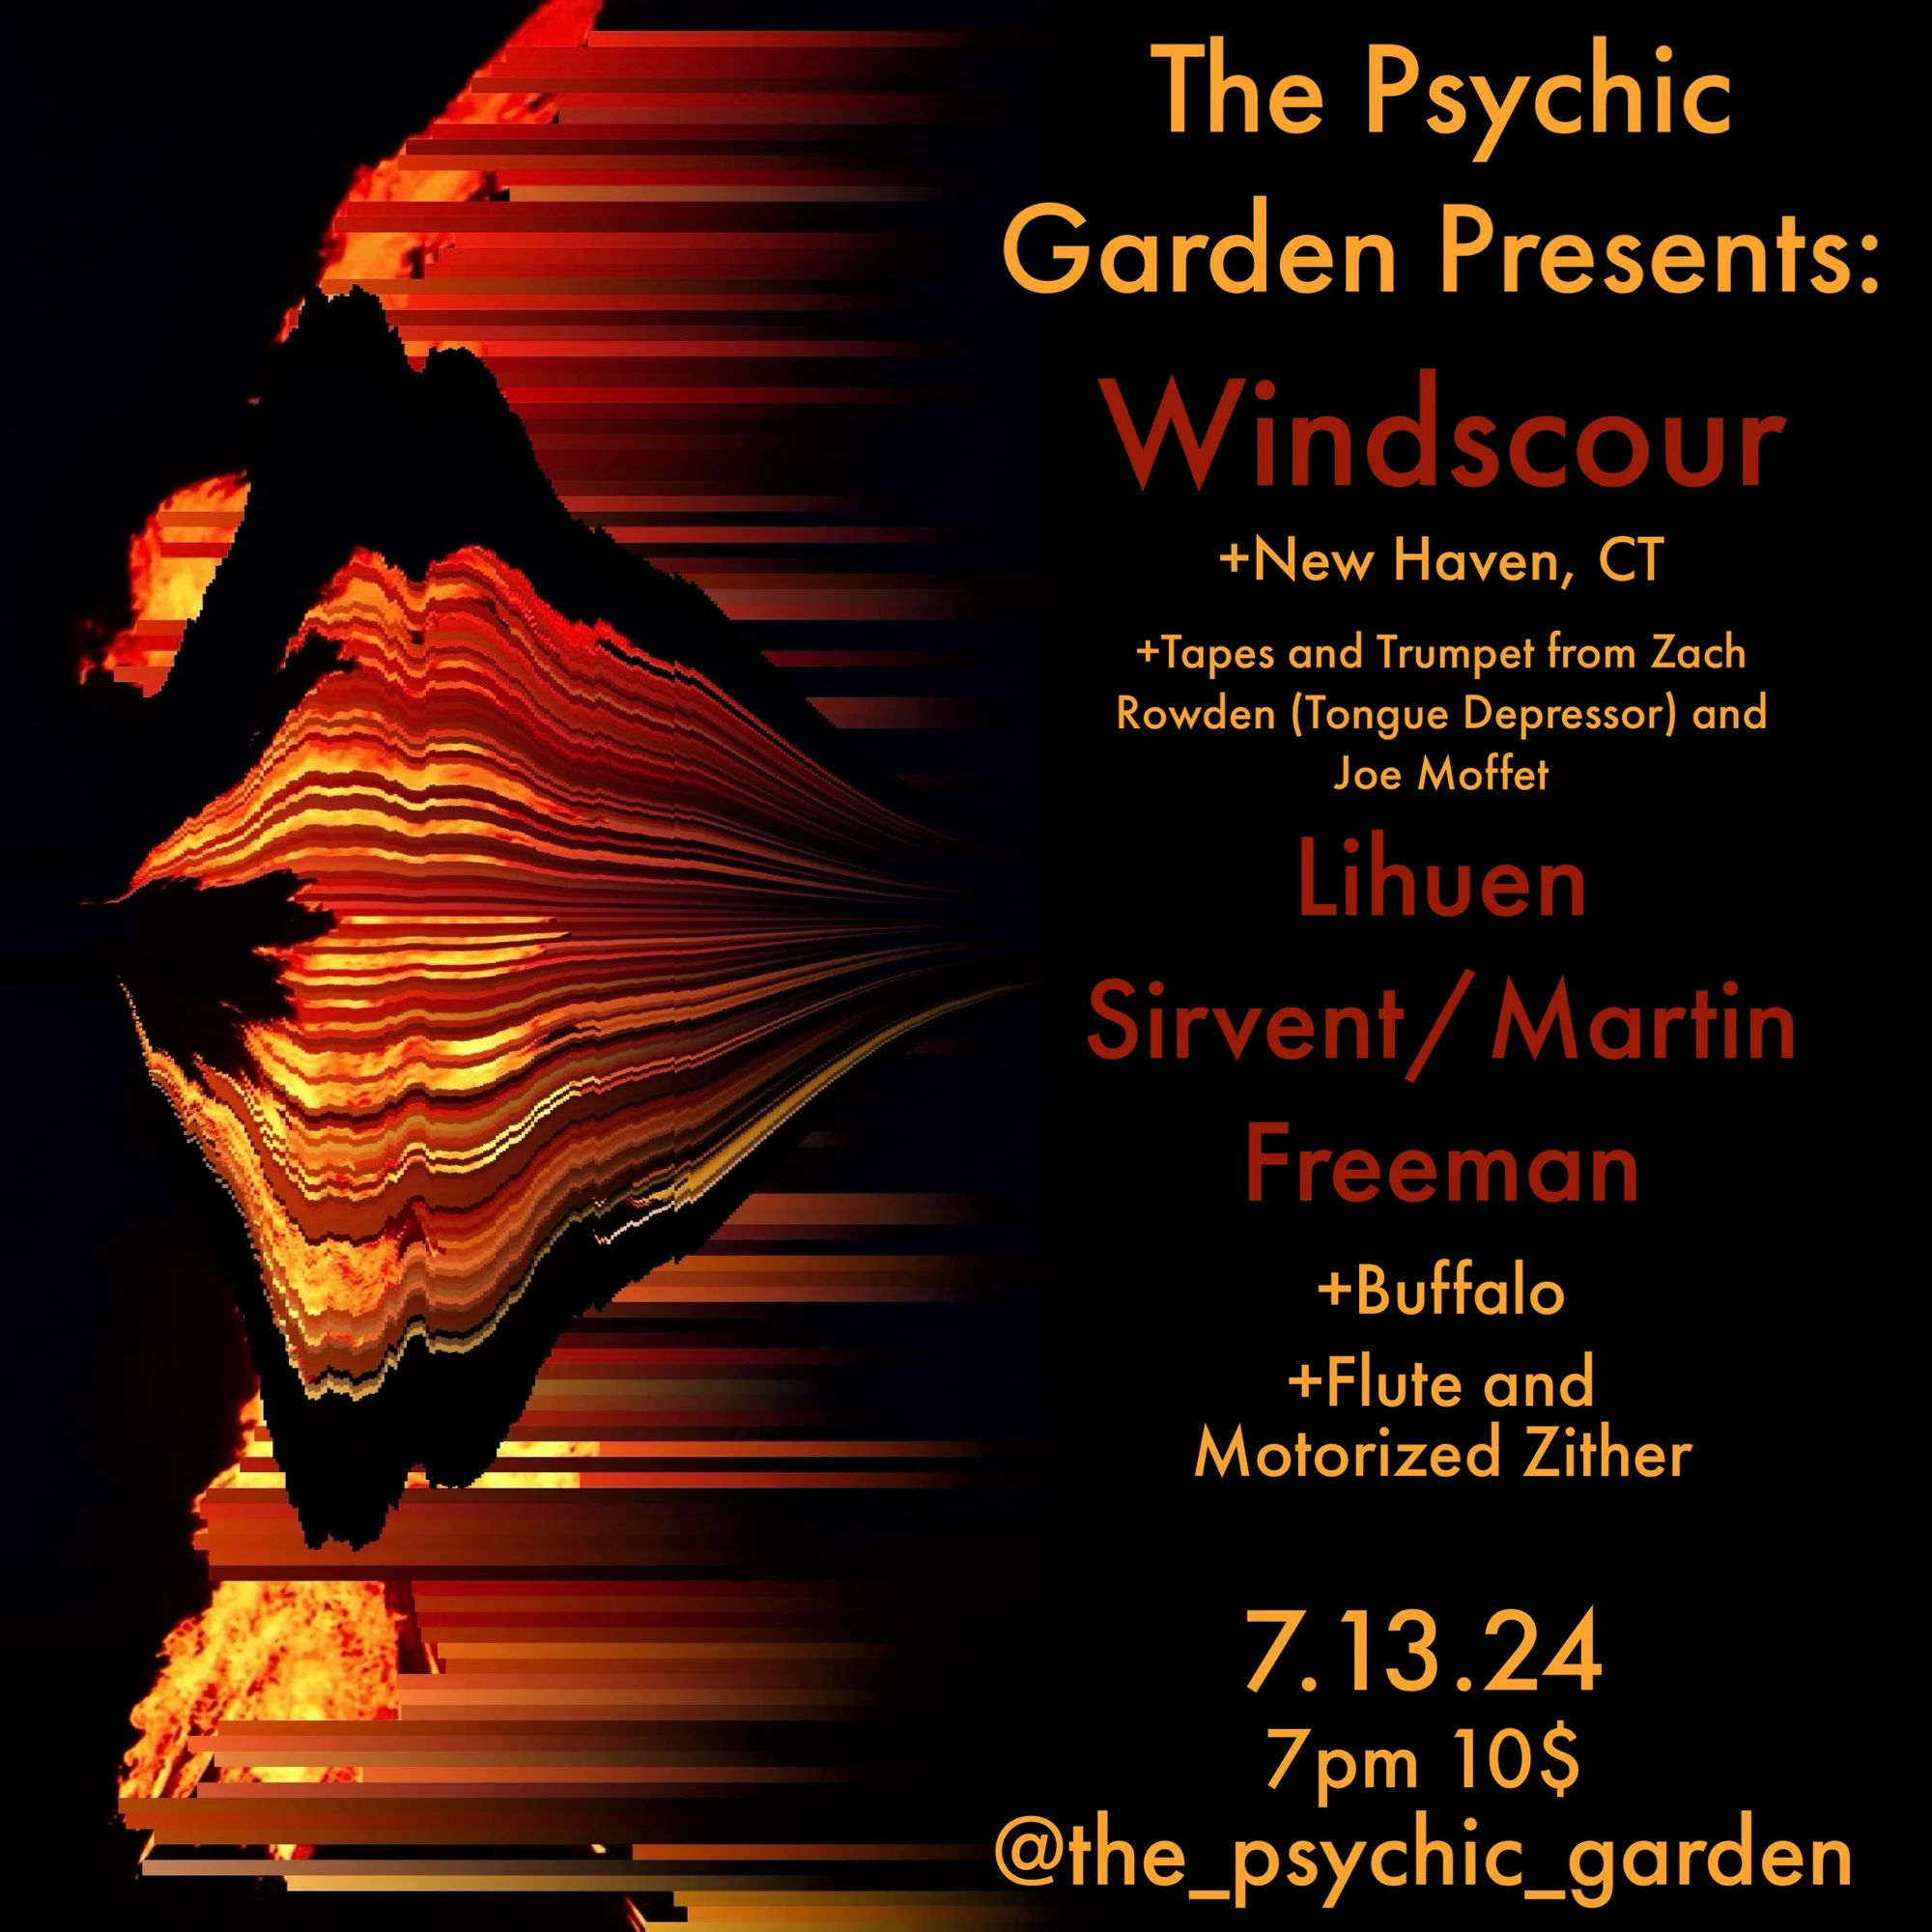 The Psychic
Garden Presents:
Windscour
+New Haven, CT
+Tapes and Trumpet from Zach
Rowden (Tongue Depressor) and
Joe Moffet
Lihuen
Sirvent/Martin
Freeman
+Buffalo
+Flute and
Motorized Zither
7.13.24
7pm 10$
@the_psychic_garden